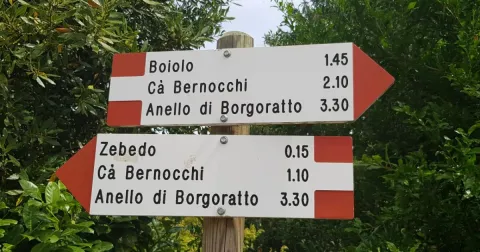 Boiolo 1.45
Cà Bernocchi 2.10
Anello di Borgoratto 3.30
Zebedo 0.15
Cà Bernocchi 1.10
Anello di Borgoratto 3.30